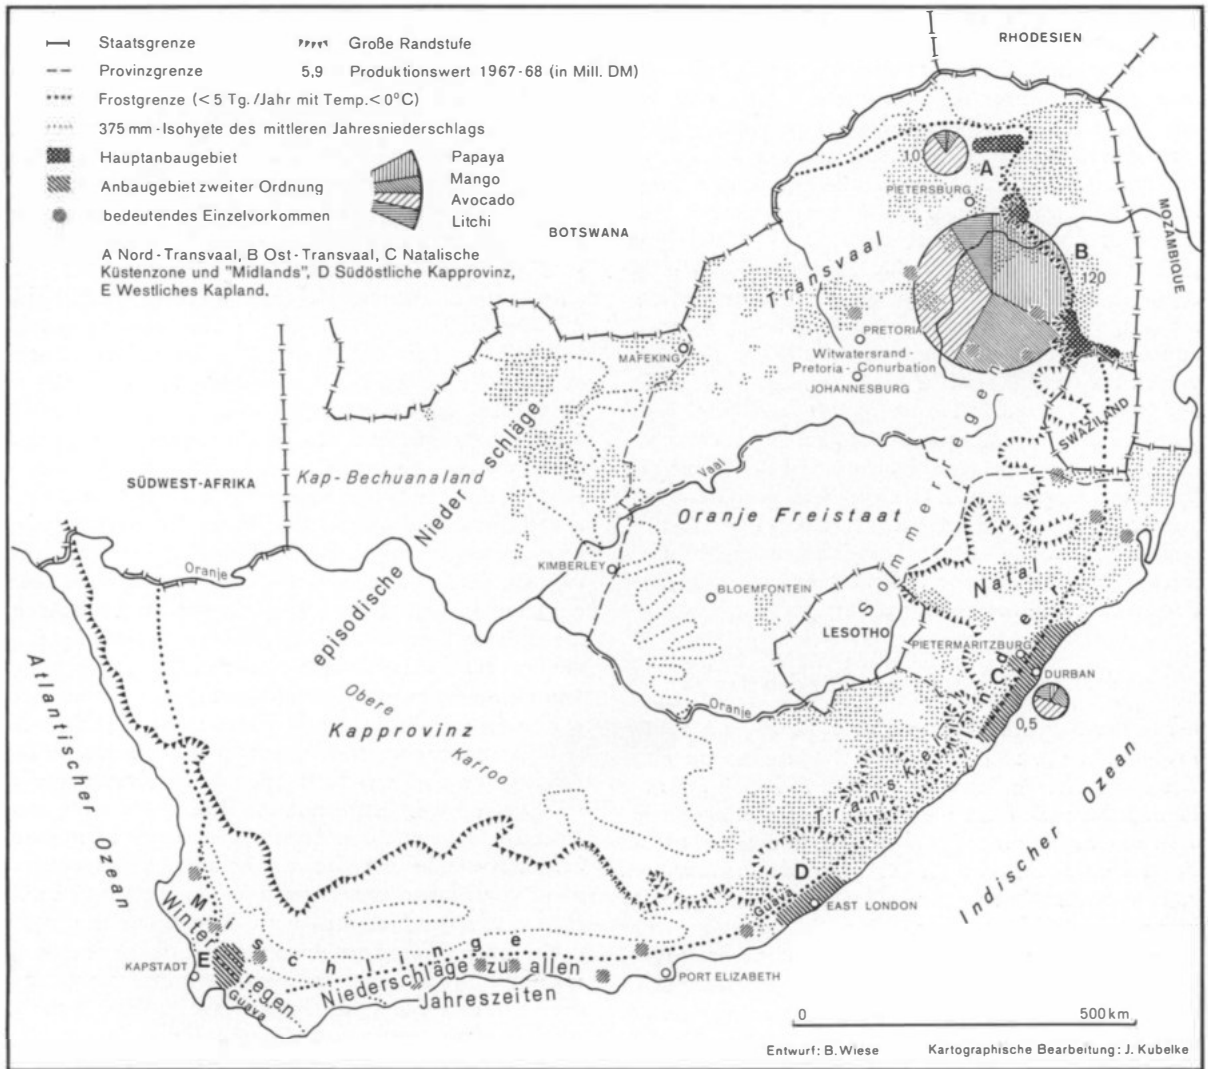 Staatsgrenze
Große Randstufe
Provinzgrenze
5,9 Produktionswert 1967-68 (in Mill. DM)
Frostgrenze (< 5 Tg./Jahr mit Temp.< 0°C)
375 mm-Isohyete des mittleren Jahresniederschlags
Hauptanbaugebiet
Anbaugebiet zweiter Ordnung
bedeutendes Einzelvorkommen
Papaya
Mango
Avocado
Litchi
A Nord-Transvaal, B Ost-Transvaal, C Natalische
Küstenzone und "Midlands", D Südöstliche Kapprovinz,
E Westliches Kapland.
RHODESIEN
BOTSWANA
MOZAMBIQUE
A
PIETERSBURG
B
120
Transvaal
PRETORIA
Witwatersrand-
Pretoria-Conurbation
JOHANNESBURG
MAFEKING
SWAZILAND
SÜDWEST-AFRIKA
Kap-Bechuanaland
episodische Niederschläge
Vaal
Oranje Freistaat
Sommerregen
Oranje
KIMBERLEY
BLOEMFONTEIN
LESOTHO
Natal
PIETERMARITZBURG
C
DURBAN
0,5
Oranje
Obere
Karroo
Kapprovinz
Transkei
Mischlinge
Inder
D
Guava
EAST LONDON
Atlantischer Ozean
Indischer Ozean
Winterregen
E
KAPSTADT
Guava
Niederschläge zu allen
Jahreszeiten
PORT ELIZABETH
0 500 km
Entwurf: B. Wiese Kartographische Bearbeitung: J. Kubelke